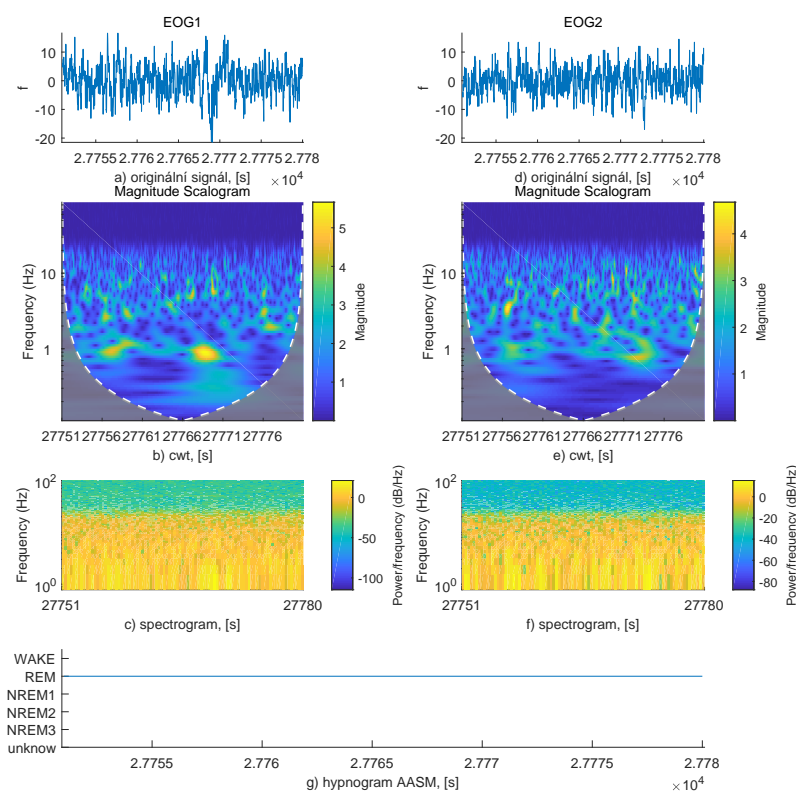 EOG1
EOG2
f
10
0
-10
-20
2.7755 2.776 2.7765 2.777 2.7775 2.778
a) originální signál, [s]
×10⁴
f
10
0
-10
-20
2.7755 2.776 2.7765 2.777 2.7775 2.778
d) originální signál, [s]
×10⁴
Magnitude Scalogram
Frequency (Hz)
10
1
27751 27756 27761 27766 27771 27776
b) cwt, [s]
5
4
3
2
1
Magnitude
Magnitude Scalogram
Frequency (Hz)
10
1
27751 27756 27761 27766 27771 27776
e) cwt, [s]
4
3
2
1
Magnitude
Frequency (Hz)
10²
10⁰
27751 27780
c) spectrogram, [s]
0
-50
-100
Power/frequency (dB/Hz)
Frequency (Hz)
10²
10⁰
27751 27780
f) spectrogram, [s]
0
-20
-40
-60
-80
Power/frequency (dB/Hz)
WAKE
REM
NREM1
NREM2
NREM3
unknow
2.7755 2.776 2.7765 2.777 2.7775 2.778
g) hypnogram AASM, [s]
×10⁴